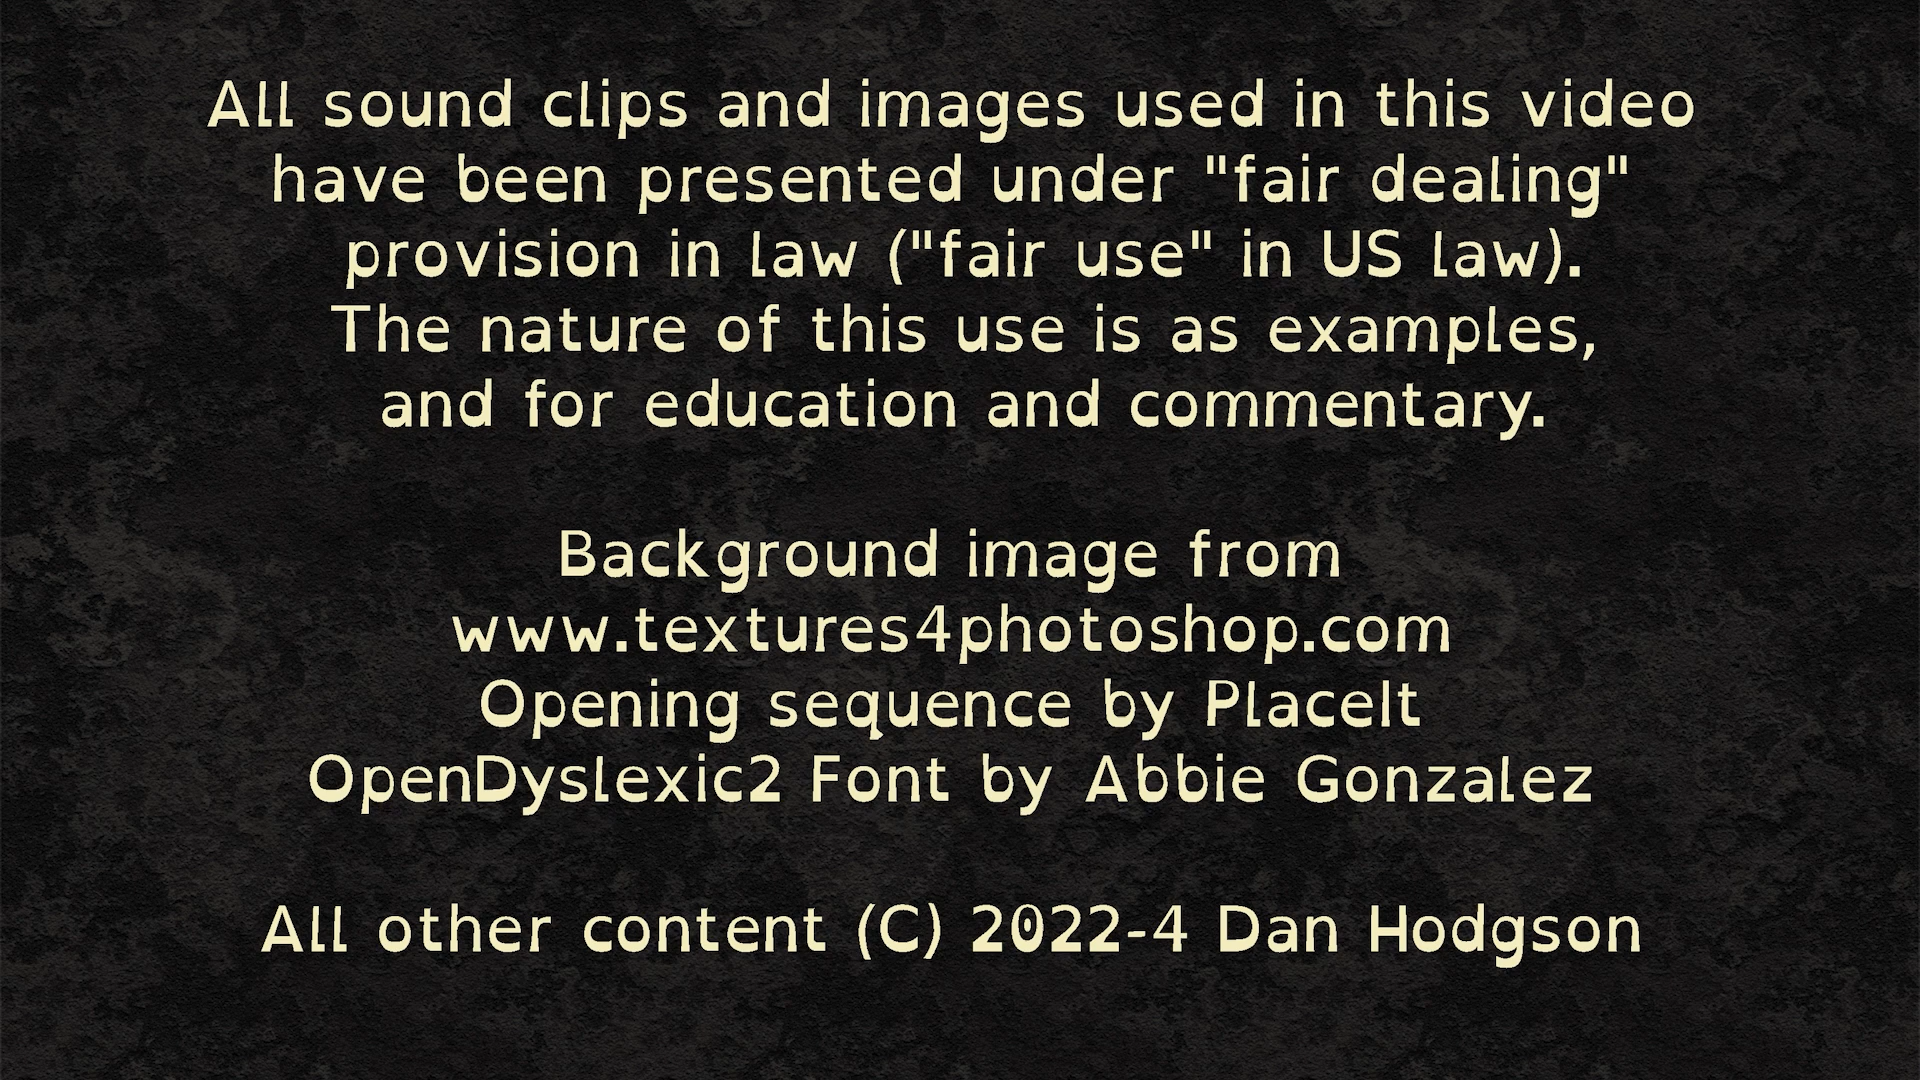 All sound clips and images used in this video
have been presented under "fair dealing"
provision in law ("fair use" in US law).
The nature of this use is as examples,
and for education and commentary.
Background image from
www.textures4photoshop.com
Opening sequence by PlaceIt
OpenDyslexic2 Font by Abbie Gonzalez
All other content (C) 2022-4 Dan Hodgson